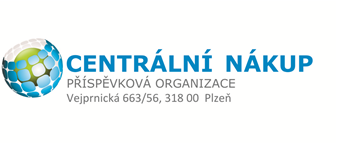 CENTRÁLNÍ NÁKUP
PŘÍSPĚVKOVÁ ORGANIZACE
Vejprnická 663/56, 318 00 Plzeň